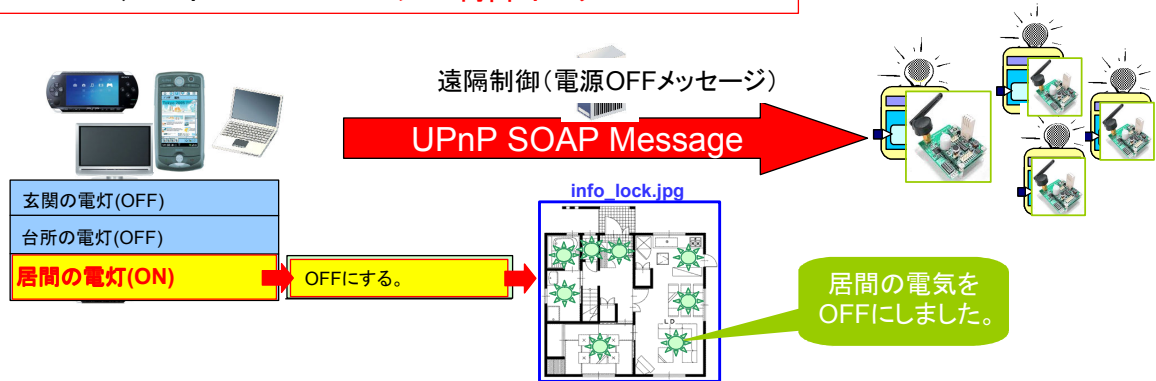 遠隔制御(電源OFFメッセージ)
UPnP SOAP Message
info_lock.jpg
玄関の電灯(OFF)
台所の電灯(OFF)
居間の電灯(ON)
OFFにする。
L D
居間の電気を
OFFにしました。